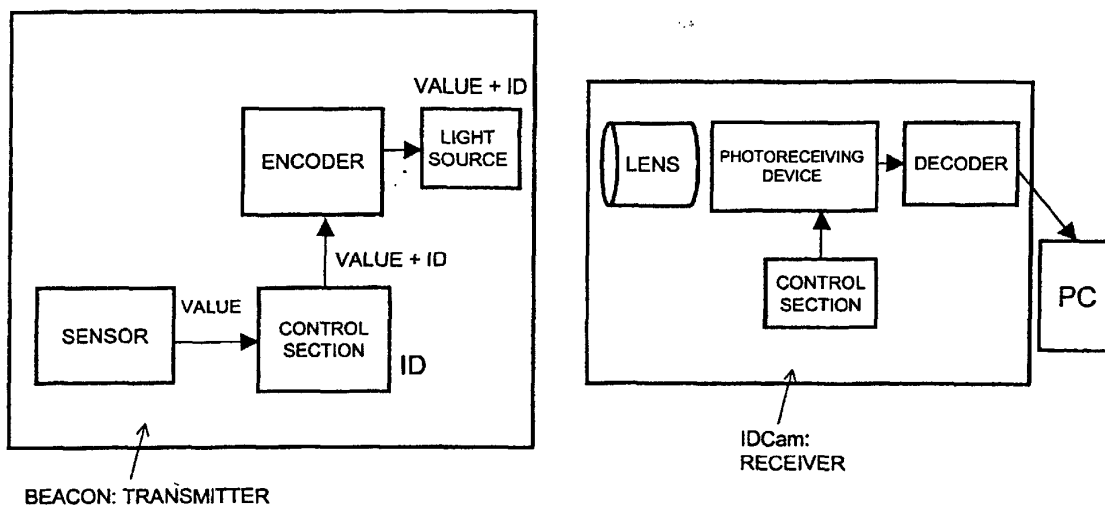 VALUE + ID
ENCODER
LIGHT
SOURCE
VALUE + ID
SENSOR
VALUE
CONTROL
SECTION
ID
BEACON: TRANSMITTER
LENS
PHOTORECEIVING
DEVICE
DECODER
CONTROL
SECTION
PC
IDCam:
RECEIVER